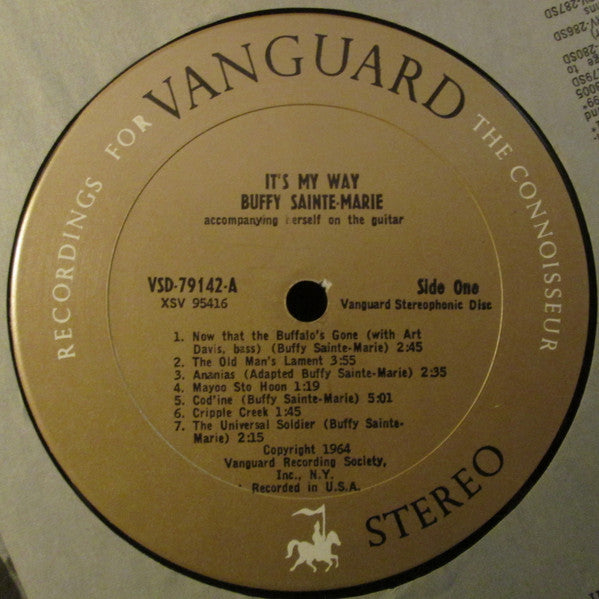 VANGUARD
RECORDINGS FOR
THE CONNOISSEUR
IT'S MY WAY
BUFFY SAINTE-MARIE
accompanying herself on the guitar
VSD-79142-A
XSV 95416
Side One
Vanguard Stereophonic Disc
1. Now that the Buffalo's Gone (with Art
Davis, bass) (Buffy Sainte-Marie) 2:45
2. The Old Man's Lament 3:55
3. Ananias (Adapted Buffy Sainte-Marie) 2:35
4. Mayoo Sto Hoon 1:19
5. Cod'ine (Buffy Sainte-Marie) 5:01
6. Cripple Creek 1:45
7. The Universal Soldier (Buffy Sainte-
Marie) 2:15
Copyright 1964
Vanguard Recording Society,
Inc., N.Y.
Recorded in U.S.A.
STEREO